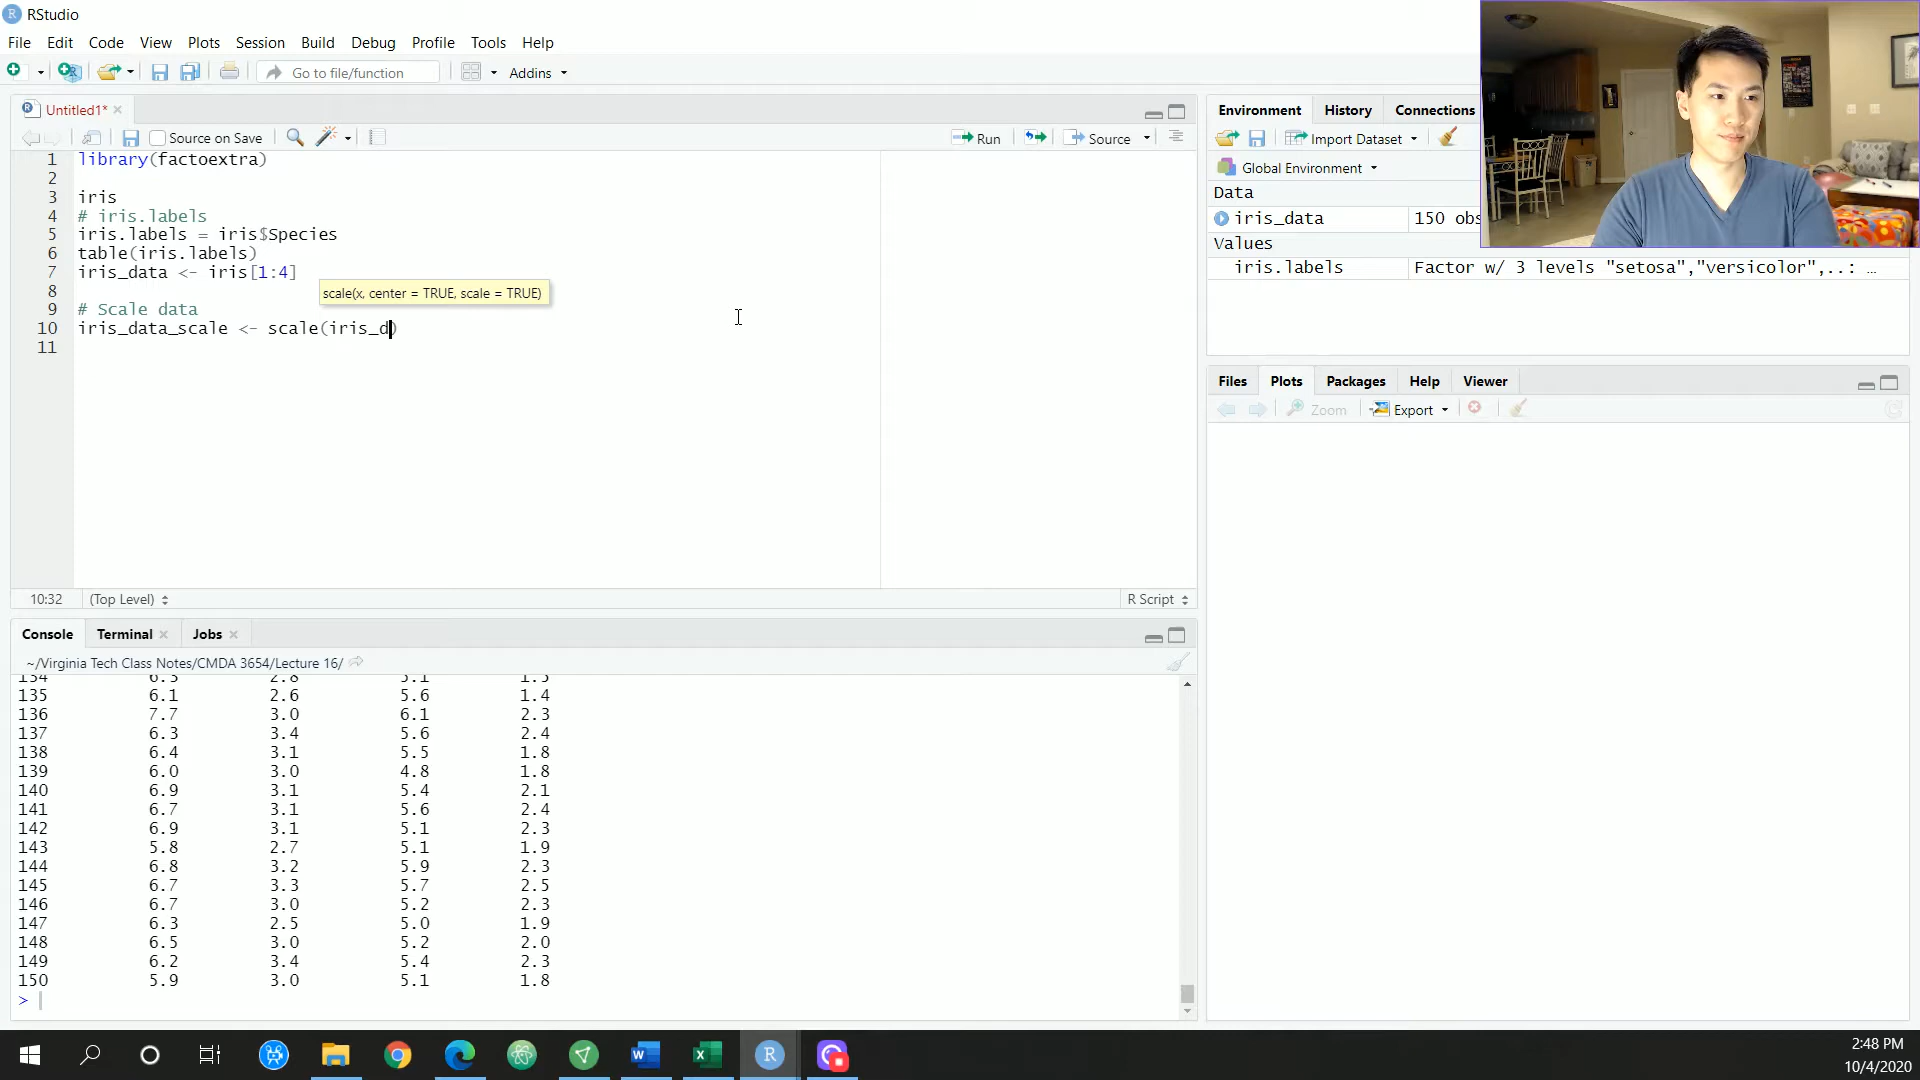 RStudio
File Edit Code View Plots Session Build Debug Profile Tools Help
Go to file/function Addins
Untitled1*
Source on Save Run Source
1 library(factoextra)
2
3 iris
4 # iris.labels
5 iris.labels = iris$Species
6 table(iris.labels)
7 iris_data <- iris[1:4]
8
scale(x, center = TRUE, scale = TRUE)
9 # Scale data
10 iris_data_scale <- scale(iris_d)
11
10:32 (Top Level) R Script
Console Terminal Jobs
~/Virginia Tech Class Notes/CMDA 3654/Lecture 16/
134 6.3 2.8 5.1 1.5
135 6.1 2.6 5.6 1.4
136 7.7 3.0 6.1 2.3
137 6.3 3.4 5.6 2.4
138 6.4 3.1 5.5 1.8
139 6.0 3.0 4.8 1.8
140 6.9 3.1 5.4 2.1
141 6.7 3.1 5.6 2.4
142 6.9 3.1 5.1 2.3
143 5.8 2.7 5.1 1.9
144 6.8 3.2 5.9 2.3
145 6.7 3.3 5.7 2.5
146 6.7 3.0 5.2 2.3
147 6.3 2.5 5.0 1.9
148 6.5 3.0 5.2 2.0
149 6.2 3.4 5.4 2.3
150 5.9 3.0 5.1 1.8
>
Environment History Connections
Import Dataset
Global Environment
Data
iris_data 150 obs
Values
iris.labels Factor w/ 3 levels "setosa","versicolor",..: …
Files Plots Packages Help Viewer
Zoom Export
2:48 PM
10/4/2020